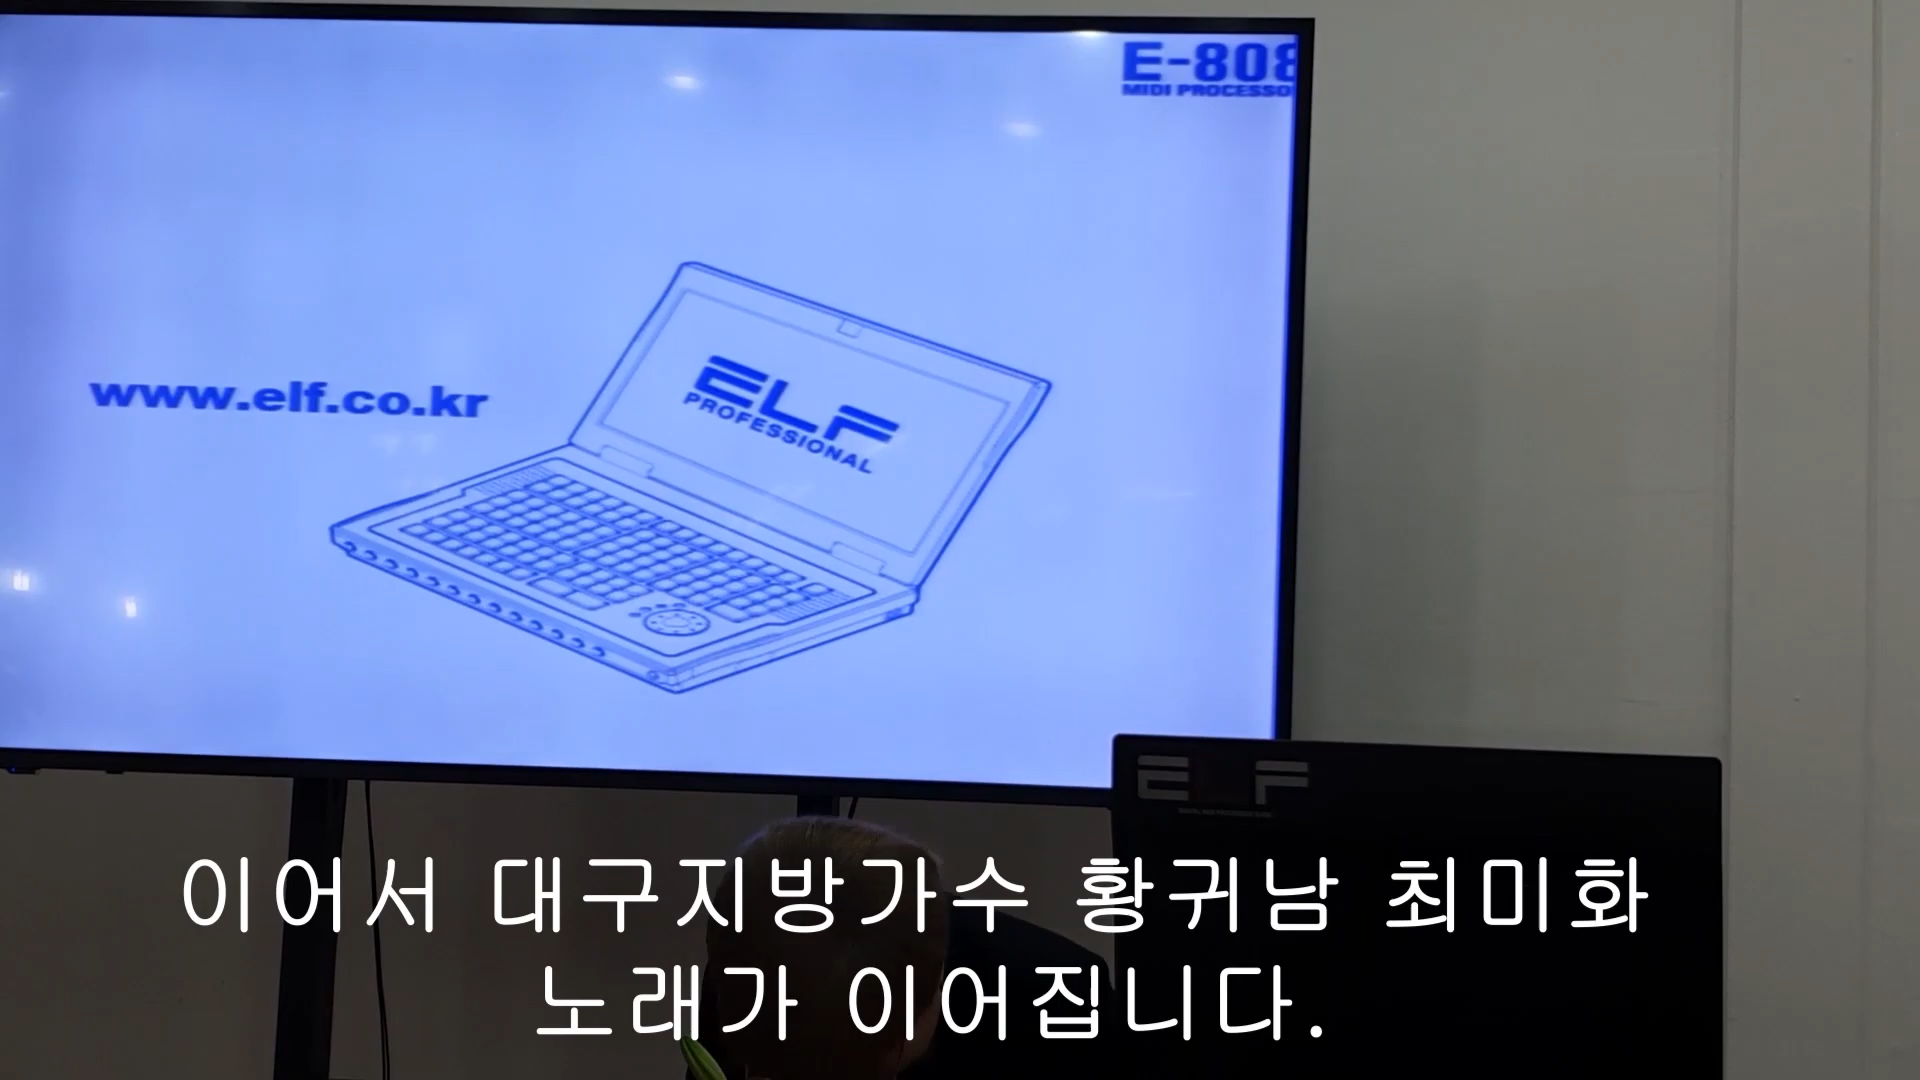 E-808
MIDI PROCESSO
www.elf.co.kr
ELF
PROFESSIONAL
ELF
이어서 대구지방가수 황귀남 최미화
노래가 이어집니다.